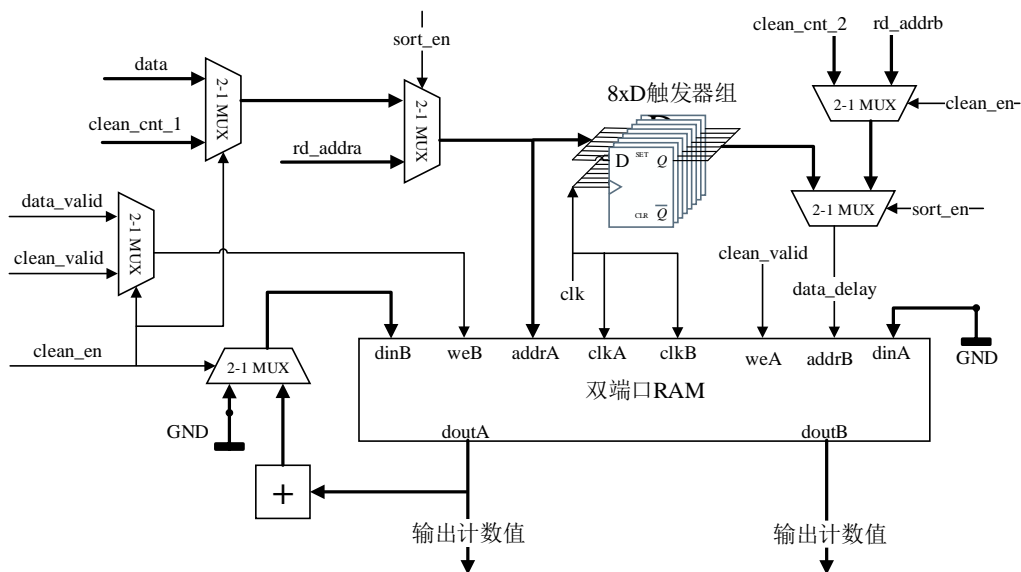 clean_cnt_2
rd_addrb
sort_en
data
2-1 MUX
8xD触发器组
2-1 MUX
2-1 MUX
clean_en
clean_cnt_1
rd_addra
D
SET
Q
CLR
Q
data_valid
2-1 MUX
2-1 MUX
sort_en
clean_valid
clean_valid
clk
data_delay
clean_en
2-1 MUX
dinB
weB
addrA
clkA
clkB
weA
addrB
dinA
GND
双端口RAM
GND
doutA
doutB
+
输出计数值
输出计数值